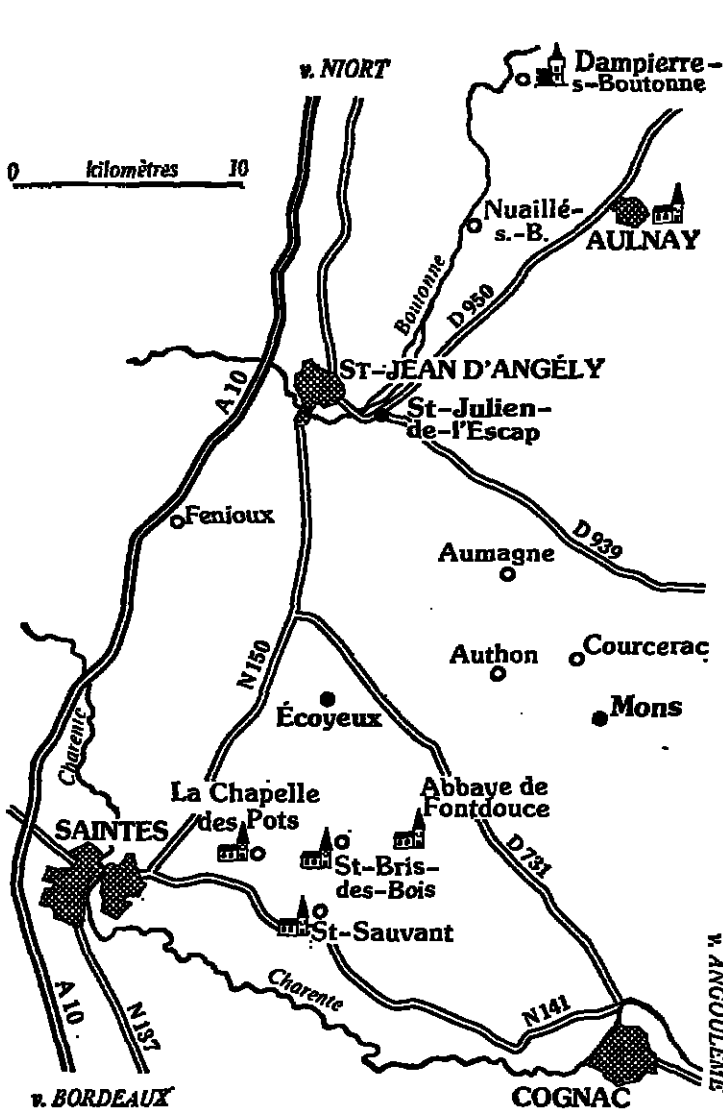 v. NIORT
Dampierre-
s-Boutonne
0 kilomètres 10
Nuaillé-
s.-B.
AULNAY
Boutonne
D 950
ST-JEAN D'ANGÉLY
A 10
St-Julien-
de-l'Escap
Fenioux
D 939
Aumagne
N 150
Authon
Courcerac
Écoyeux
Mons
Charente
La Chapelle
des Pots
Abbaye de
Fontdouce
SAINTES
St-Bris-
des-Bois
D 731
St-Sauvant
v. ANGOULÊME
Charente
A 10
N 137
N 141
v. BORDEAUX
COGNAC